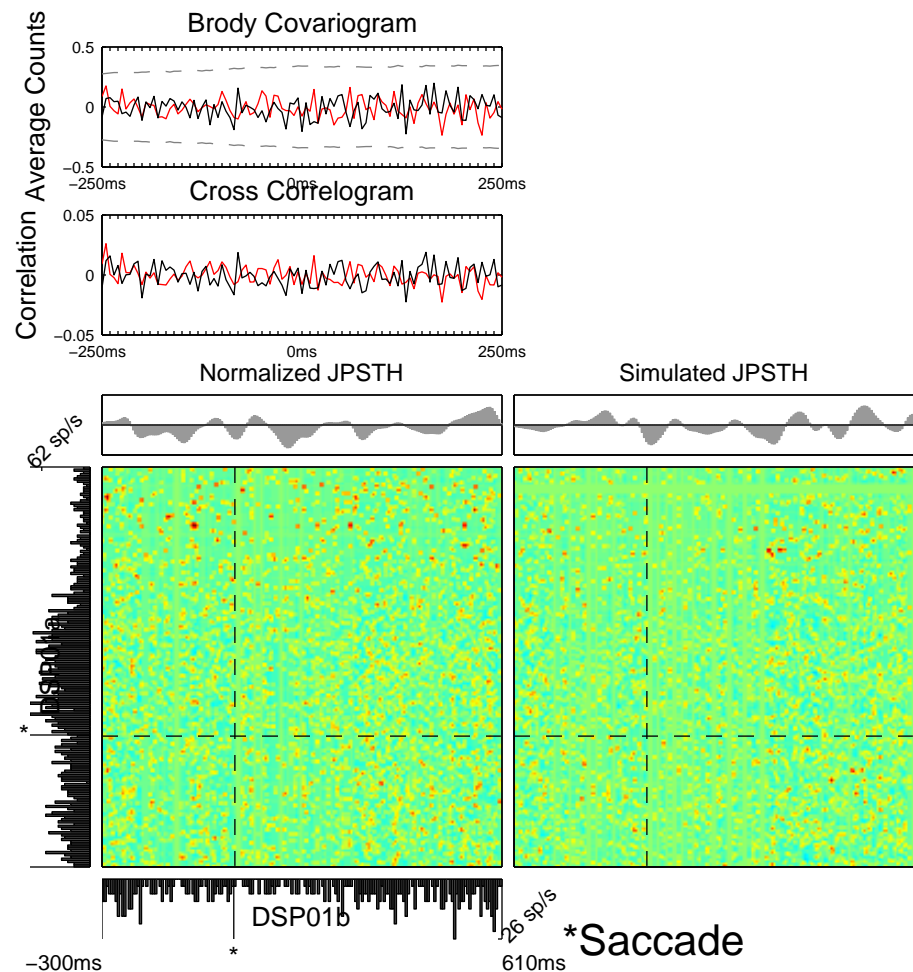 Brody Covariogram
Average Counts
0.5
0
−0.5
−250ms 0ms 250ms
Cross Correlogram
Correlation
0.05
0
−0.05
−250ms 0ms 250ms
Normalized JPSTH Simulated JPSTH
62 sp/s
DSP01a
*
DSP01b
26 sp/s
*
*Saccade
−300ms 610ms